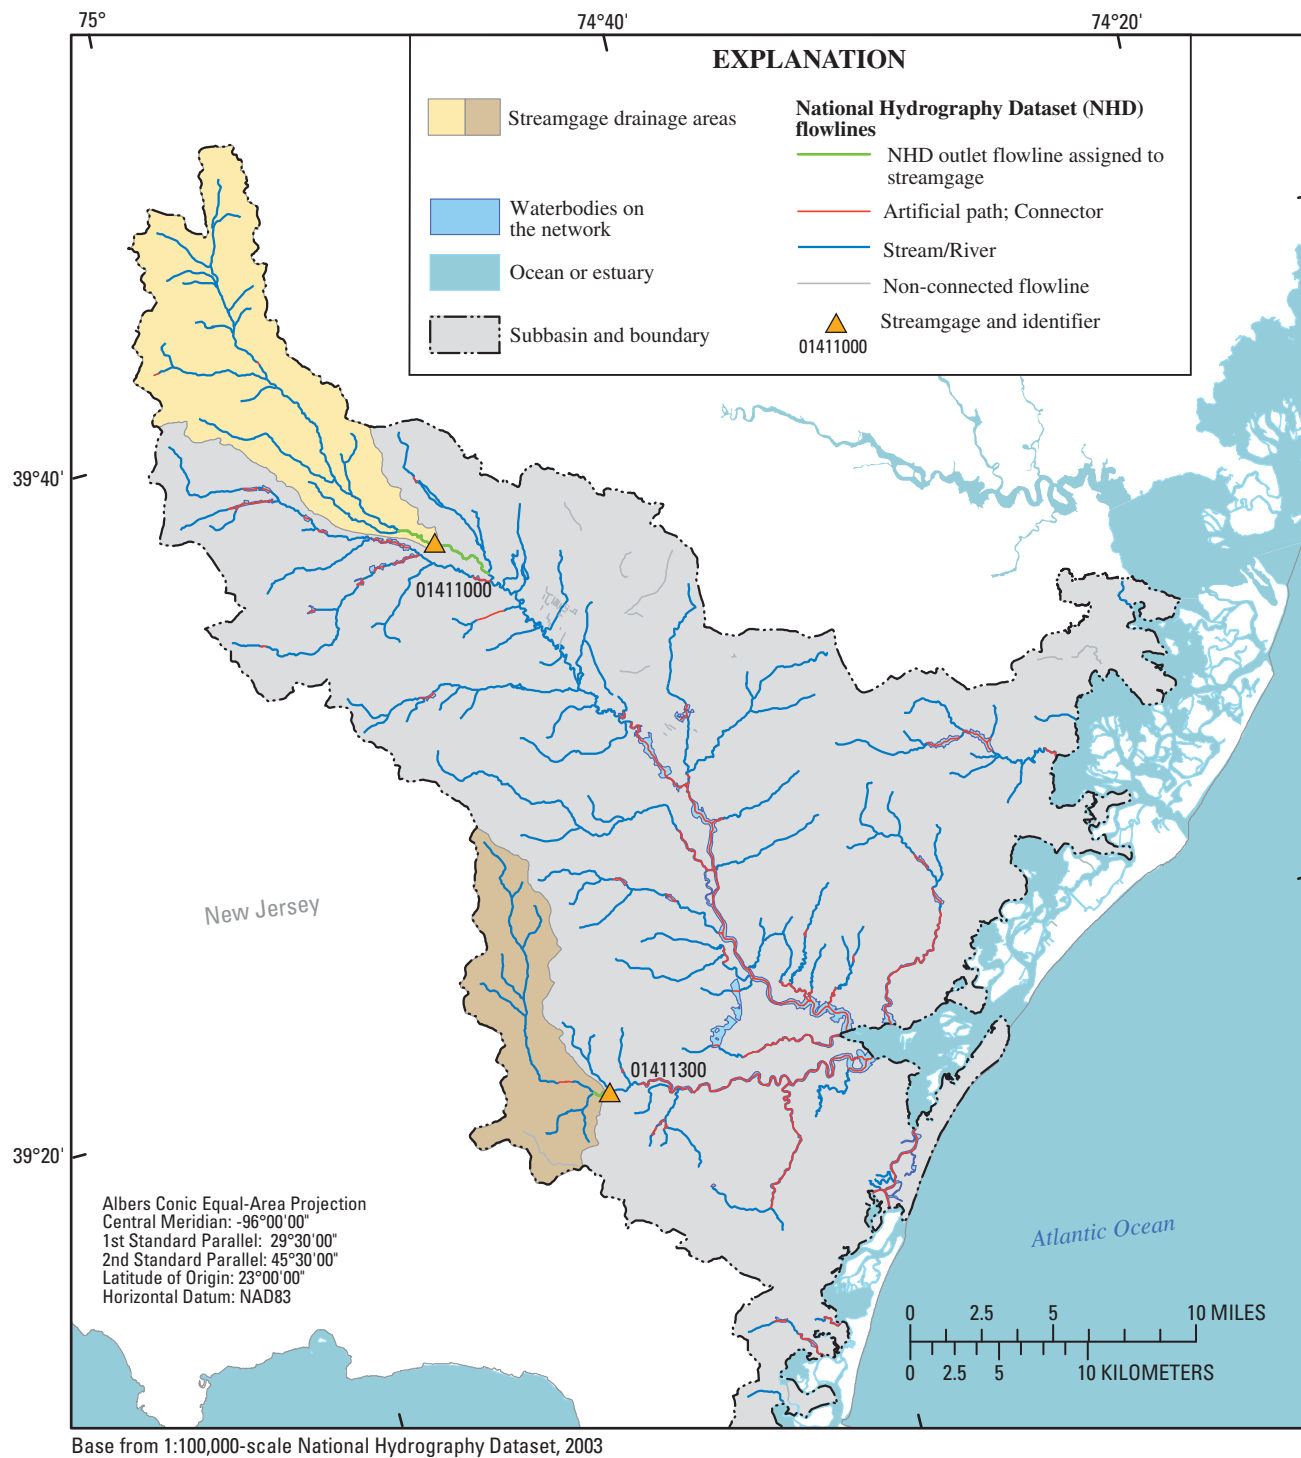 75°
74°40'
74°20'
EXPLANATION
Streamgage drainage areas
Waterbodies on
the network
Ocean or estuary
Subbasin and boundary
National Hydrography Dataset (NHD)
flowlines
NHD outlet flowline assigned to
streamgage
Artificial path; Connector
Stream/River
Non-connected flowline
Streamgage and identifier
01411000
39°40'
01411000
New Jersey
01411300
39°20'
Albers Conic Equal-Area Projection
Central Meridian: -96°00'00"
1st Standard Parallel: 29°30'00"
2nd Standard Parallel: 45°30'00"
Latitude of Origin: 23°00'00"
Horizontal Datum: NAD83
Atlantic Ocean
0 2.5 5 10 MILES
0 2.5 5 10 KILOMETERS
Base from 1:100,000-scale National Hydrography Dataset, 2003